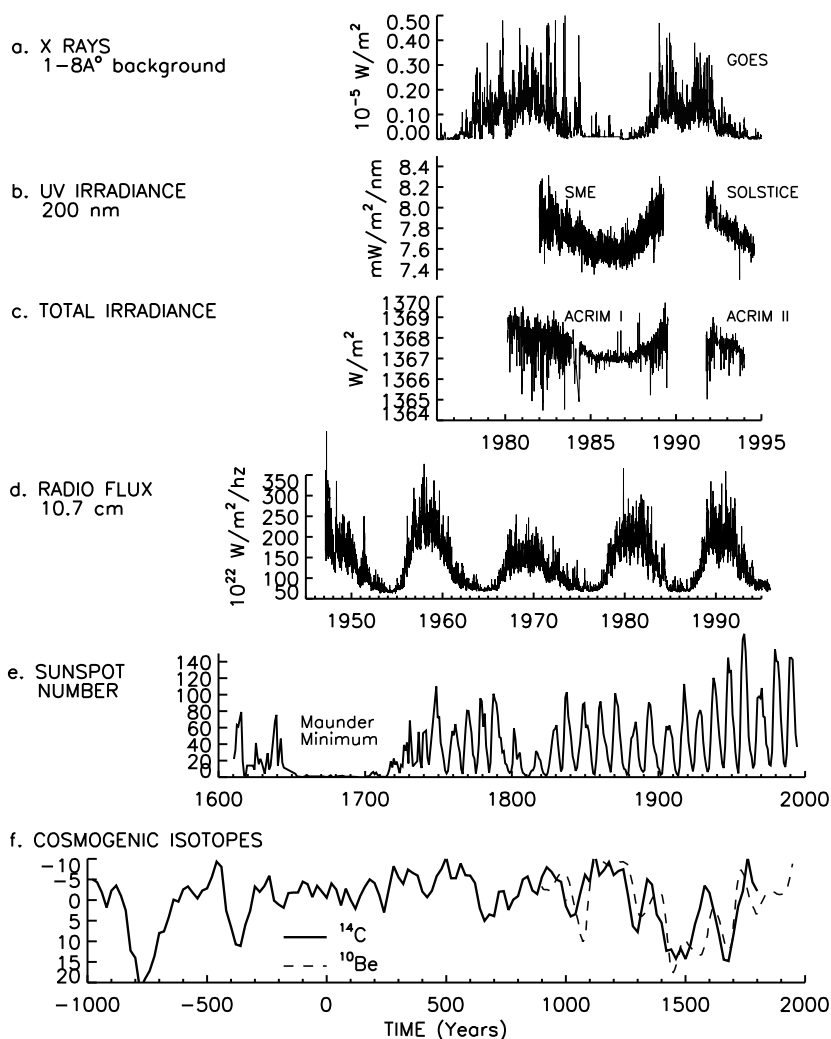 a. X RAYS
1-8A° background
10⁻⁵ W/m²
0.50
0.40
0.30
0.20
0.10
0.00
GOES
b. UV IRRADIANCE
200 nm
mW/m²/nm
8.4
8.2
8.0
7.8
7.6
7.4
SME
SOLSTICE
c. TOTAL IRRADIANCE
W/m²
1370
1369
1368
1367
1366
1365
1364
ACRIM I
ACRIM II
1980 1985 1990 1995
d. RADIO FLUX
10.7 cm
10²² W/m²/hz
350
300
250
200
150
100
50
1950 1960 1970 1980 1990
e. SUNSPOT
NUMBER
140
100
80
60
40
20
0
Maunder
Minimum
1600 1700 1800 1900 2000
f. COSMOGENIC ISOTOPES
-10
-5
0
5
10
15
20
¹⁴C
¹⁰Be
-1000 -500 0 500 1000 1500 2000
TIME (Years)